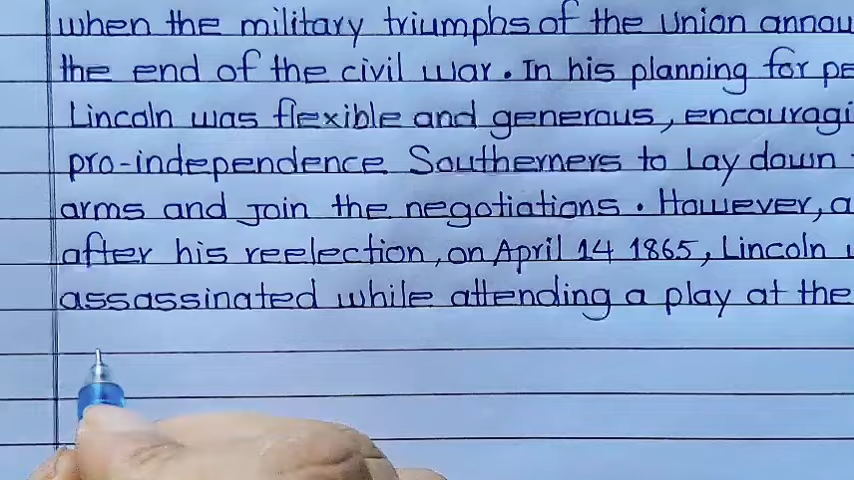 when the military triumphs of the Union annou
the end of the civil war. In his planning for pe
Lincoln was flexible and generous, encouragi
pro-independence Southerners to lay down
arms and join the negotiations. However, a
after his reelection, on April 14 1865, Lincoln
assassinated while attending a play at the